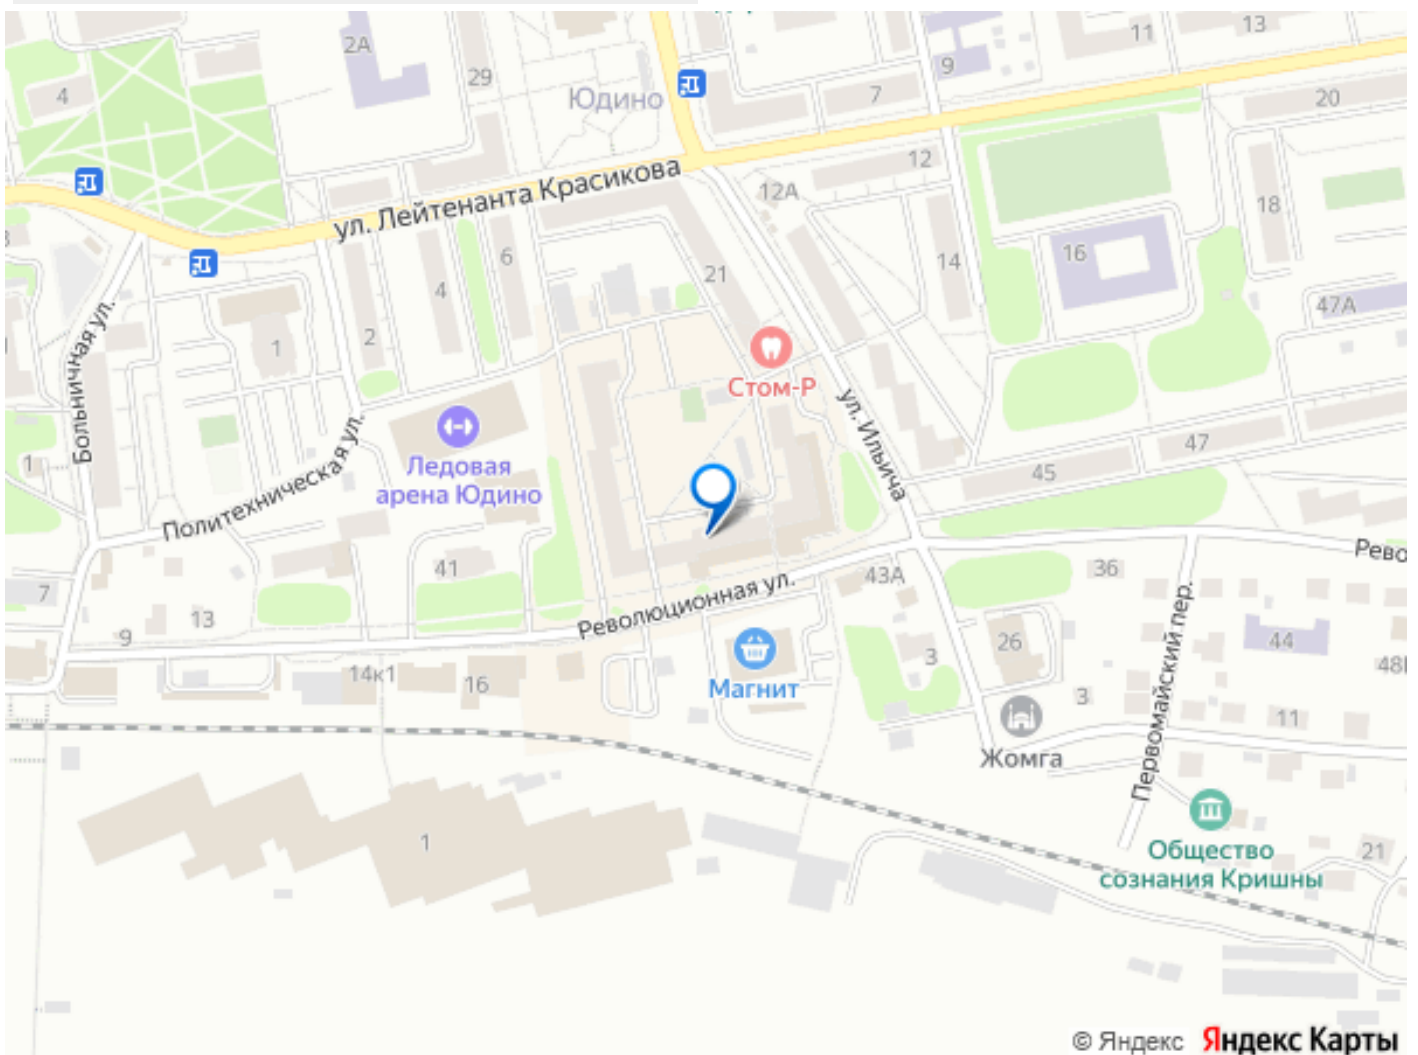 2А
11
13
29
9
4
Юдино
7
20
12
ул. Лейтенанта Красикова
12А
18
6
14
16
21
4
47А
2
1
Больничная ул.
Стом-Р
ул. Ильича
Ледовая
арена Юдино
47
1
45
Политехническая ул.
Рево
41
43А
36
7
Революционная ул.
13
9
44
3
26
48
14к1
16
Магнит
3
11
Первомайский пер.
Жомга
1
Общество
сознания Кришны
21
© Яндекс Яндекс Карты